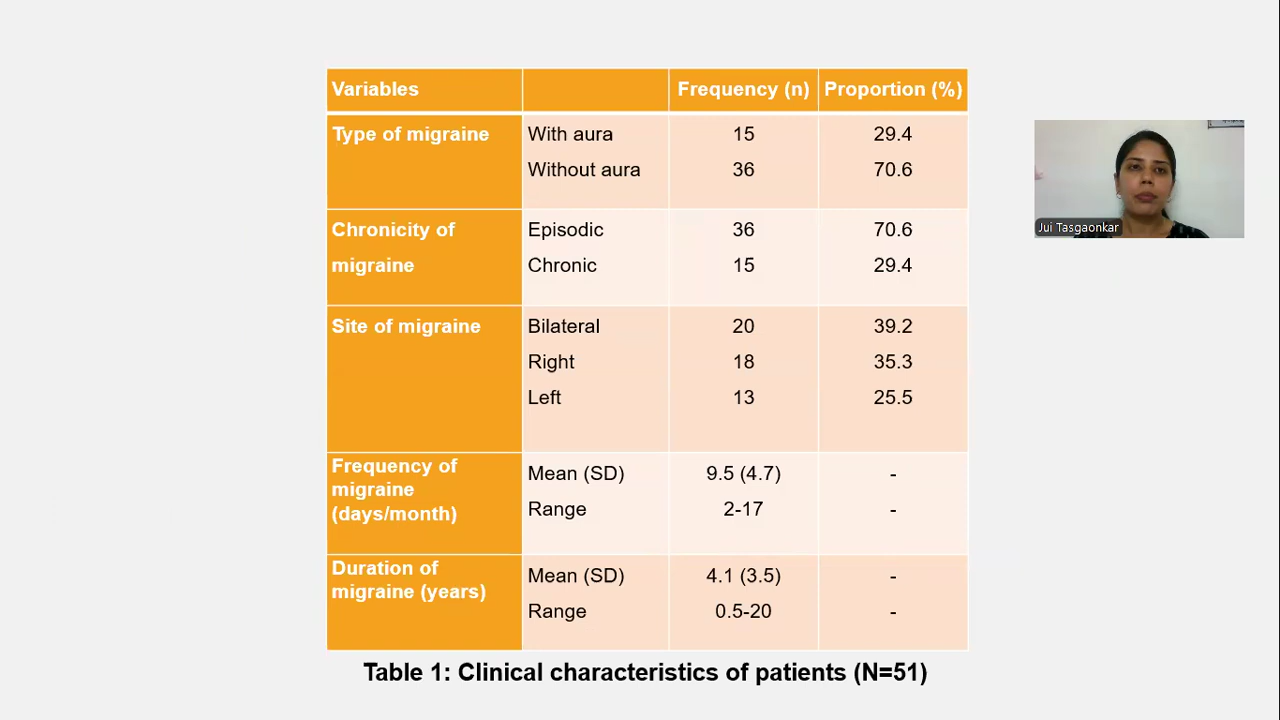 Variables Frequency (n) Proportion (%)
Type of migraine With aura 15 29.4
Without aura 36 70.6
Chronicity of Episodic 36 70.6
migraine Chronic 15 29.4
Site of migraine Bilateral 20 39.2
Right 18 35.3
Left 13 25.5
Frequency of
migraine
(days/month)
Mean (SD) 9.5 (4.7) -
Range 2-17 -
Duration of
migraine (years)
Mean (SD) 4.1 (3.5) -
Range 0.5-20 -
Table 1: Clinical characteristics of patients (N=51)
Jui Tasgaonkar